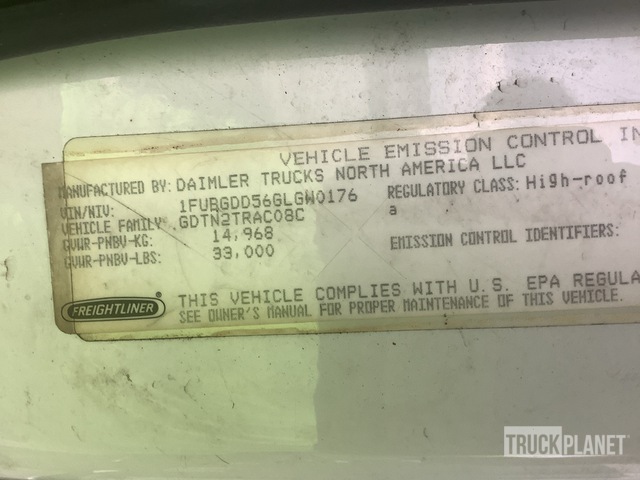 VEHICLE EMISSION CONTROL IN
MANUFACTURED BY: DAIMLER TRUCKS NORTH AMERICA LLC
VIN/NIV: 1FUBGDD56GLGW0176
REGULATORY CLASS: High-roof
a
VEHICLE FAMILY GDTN2TRAC08C
GVWR-PNBV-KG: 14,968
EMISSION CONTROL IDENTIFIERS:
GVWR-PNBV-LBS: 33,000
FREIGHTLINER®
THIS VEHICLE COMPLIES WITH U.S. EPA REGULA
SEE OWNER'S MANUAL FOR PROPER MAINTENANCE OF THIS VEHICLE.
TRUCKPLANET